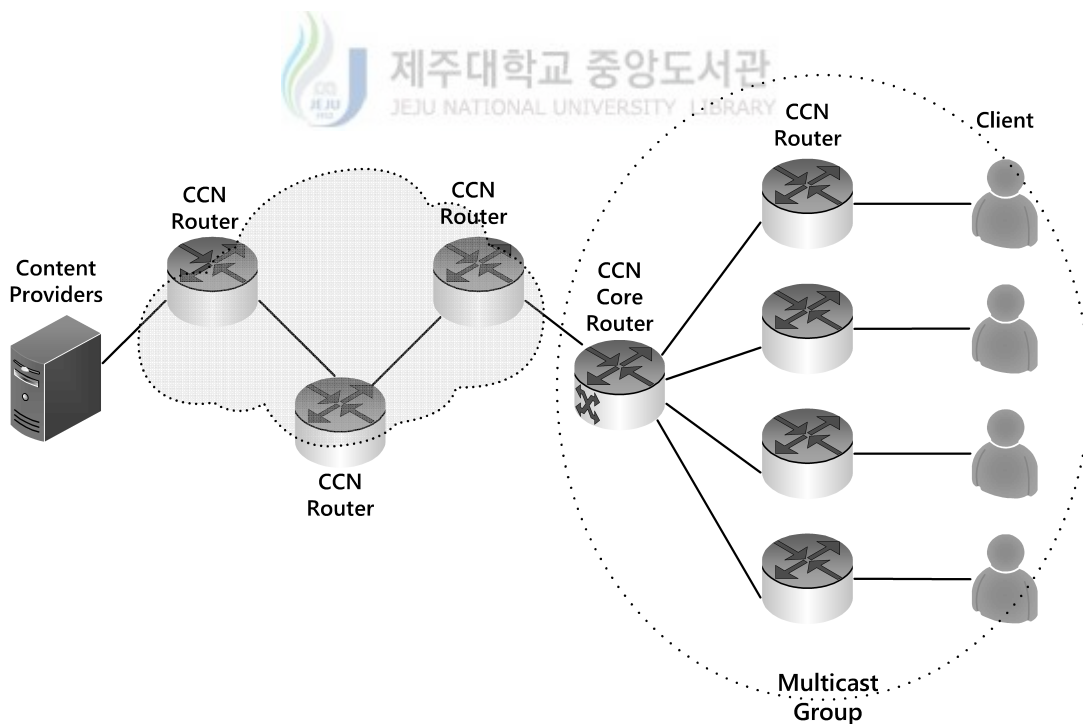 제주대학교 중앙도서관
JEJU NATIONAL UNIVERSITY LIBRARY
JEJU
CCN
Router
Client
CCN
Router
CCN
Router
Content
Providers
CCN
Core
Router
CCN
Router
Multicast
Group